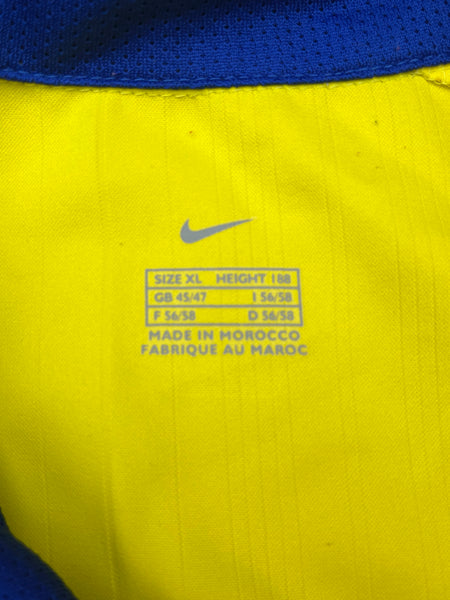 SIZE XL HEIGHT 188
GB 45/47 I 56/58
F 56/58 D 56/58
MADE IN MOROCCO
FABRIQUE AU MAROC